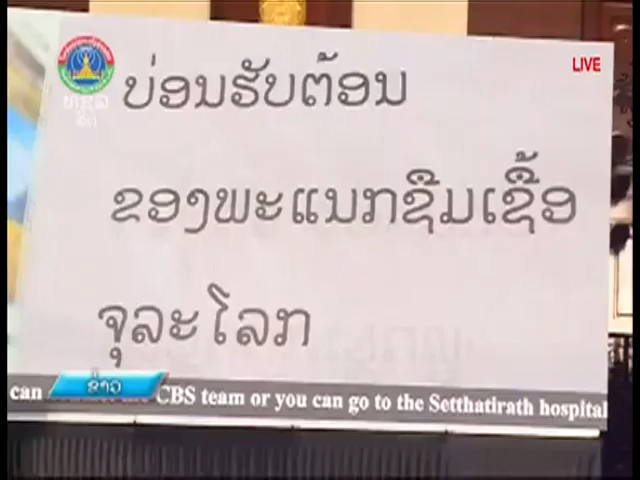 LIVE
ບ່ອນຮັບຕ້ອນ
ຂອງພະແນກຊືມເຊື້ອ
ຈຸລະໂລກ
ຂ່າວ
can
CBS team or you can go to the Setthatirath hospital